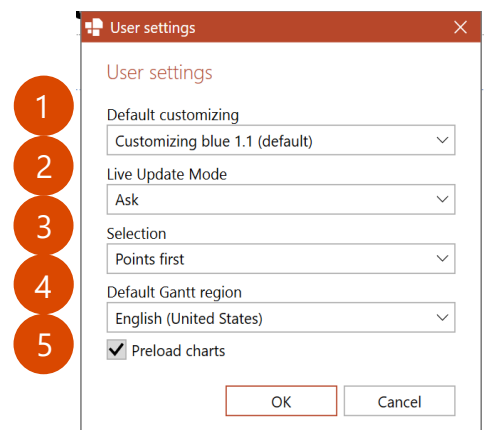 User settings
User settings
1
Default customizing
Customizing blue 1.1 (default)
2
Live Update Mode
Ask
3
Selection
Points first
4
Default Gantt region
English (United States)
5
Preload charts
OK
Cancel